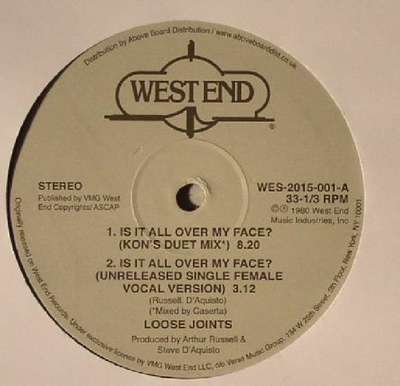 Distribution by Above Board Distribution / www.aboveboarddist.co.uk
WEST END
®
STEREO
Published by VMG West
End Copyrights/ASCAP
WES-2015-001-A
33-1/3 RPM
℗ © 1980 West End
Music Industries, Inc
1. IS IT ALL OVER MY FACE?
(KON'S DUET MIX*) 8.20
2. IS IT ALL OVER MY FACE?
(UNRELEASED SINGLE FEMALE
VOCAL VERSION) 3.12
(Russell. D'Aquisto)
(*Mixed by Caserta)
LOOSE JOINTS
Produced by Arthur Russell &
Steve D'Aquisto
Originally released on West End Records. Under exclusive license from VMG West End LLC, c/o Verse Music Group, 134 W 25th Street, 5th Floor, New York, NY 10001